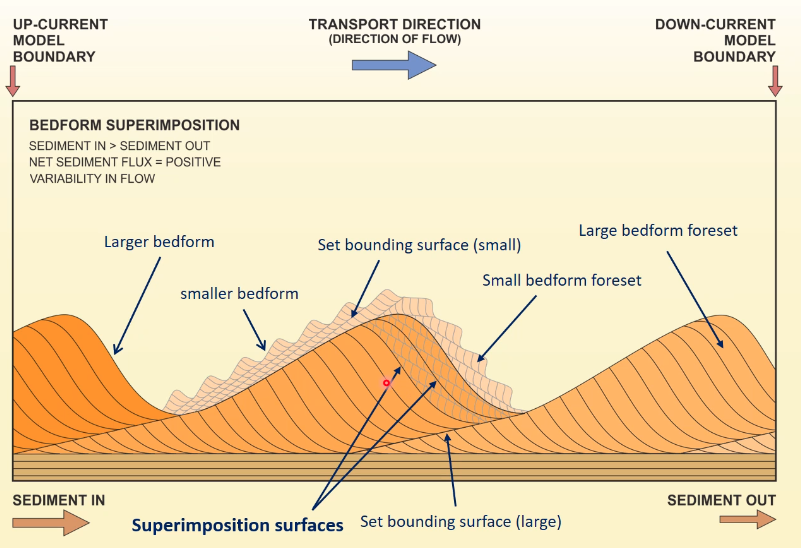 UP-CURRENT
MODEL
BOUNDARY
TRANSPORT DIRECTION
(DIRECTION OF FLOW)
DOWN-CURRENT
MODEL
BOUNDARY
BEDFORM SUPERIMPOSITION
SEDIMENT IN > SEDIMENT OUT
NET SEDIMENT FLUX = POSITIVE
VARIABILITY IN FLOW
Larger bedform
smaller bedform
Set bounding surface (small)
Small bedform foreset
Large bedform foreset
SEDIMENT IN
Superimposition surfaces
Set bounding surface (large)
SEDIMENT OUT